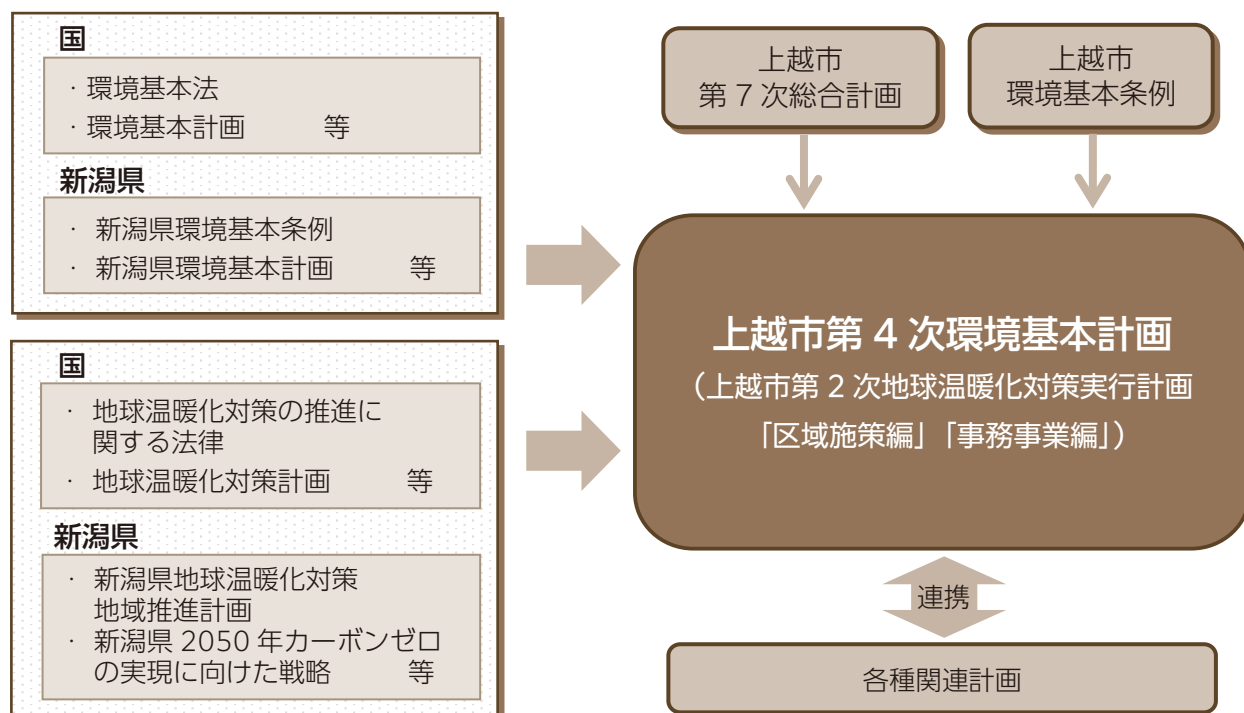 国
・環境基本法
・環境基本計画　　　等
新潟県
・ 新潟県環境基本条例
・ 新潟県環境基本計画　　　等
国
・ 地球温暖化対策の推進に
関する法律
・ 地球温暖化対策計画　　　等
新潟県
・ 新潟県地球温暖化対策
地域推進計画
・ 新潟県 2050 年カーボンゼロ
の実現に向けた戦略　　　等
上越市
第 7 次総合計画
上越市
環境基本条例
上越市第 4 次環境基本計画
（上越市第 2 次地球温暖化対策実行計画
「区域施策編」「事務事業編」）
連携
各種関連計画